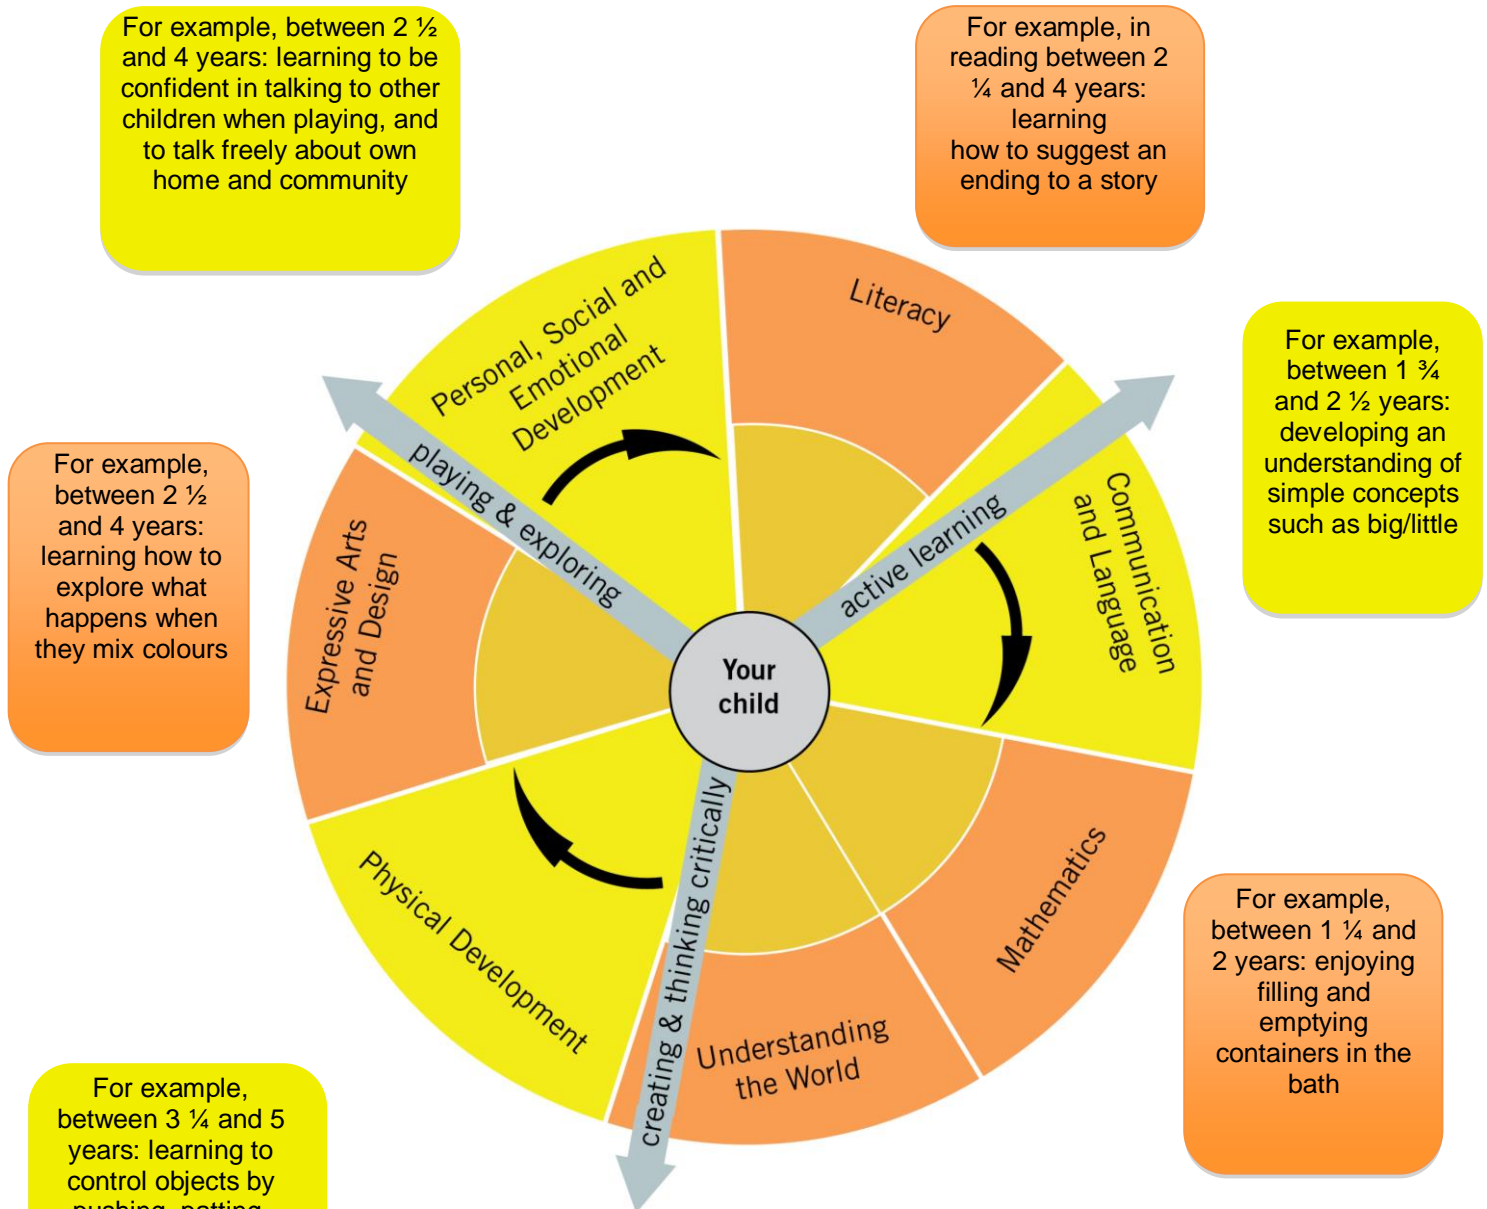 For example, between 2 ½
and 4 years: learning to be
confident in talking to other
children when playing, and
to talk freely about own
home and community
For example, in
reading between 2
¼ and 4 years:
learning
how to suggest an
ending to a story
Personal, Social and
Emotional
Development
Literacy
For example,
between 1 ¾
and 2 ½ years:
developing an
understanding of
simple concepts
such as big/little
For example,
between 2 ½
and 4 years:
learning how to
explore what
happens when
they mix colours
playing & exploring
active learning
Communication
and Language
Expressive Arts
and Design
Your
child
creating & thinking critically
Physical Development
Mathematics
Understanding
the World
For example,
between 1 ¼ and
2 years: enjoying
filling and
emptying
containers in the
bath
For example,
between 3 ¼ and 5
years: learning to
control objects by
pushing, patting,